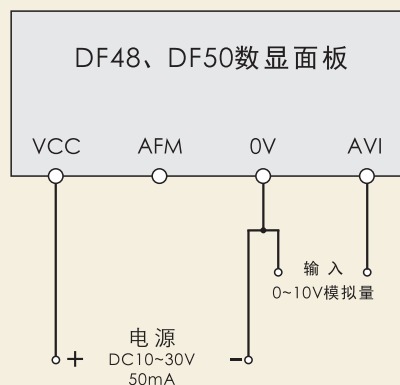 DF48、DF50数显面板
VCC AFM 0V AVI
输 入
0~10V模拟量
电 源
+ DC10~30V -
50mA